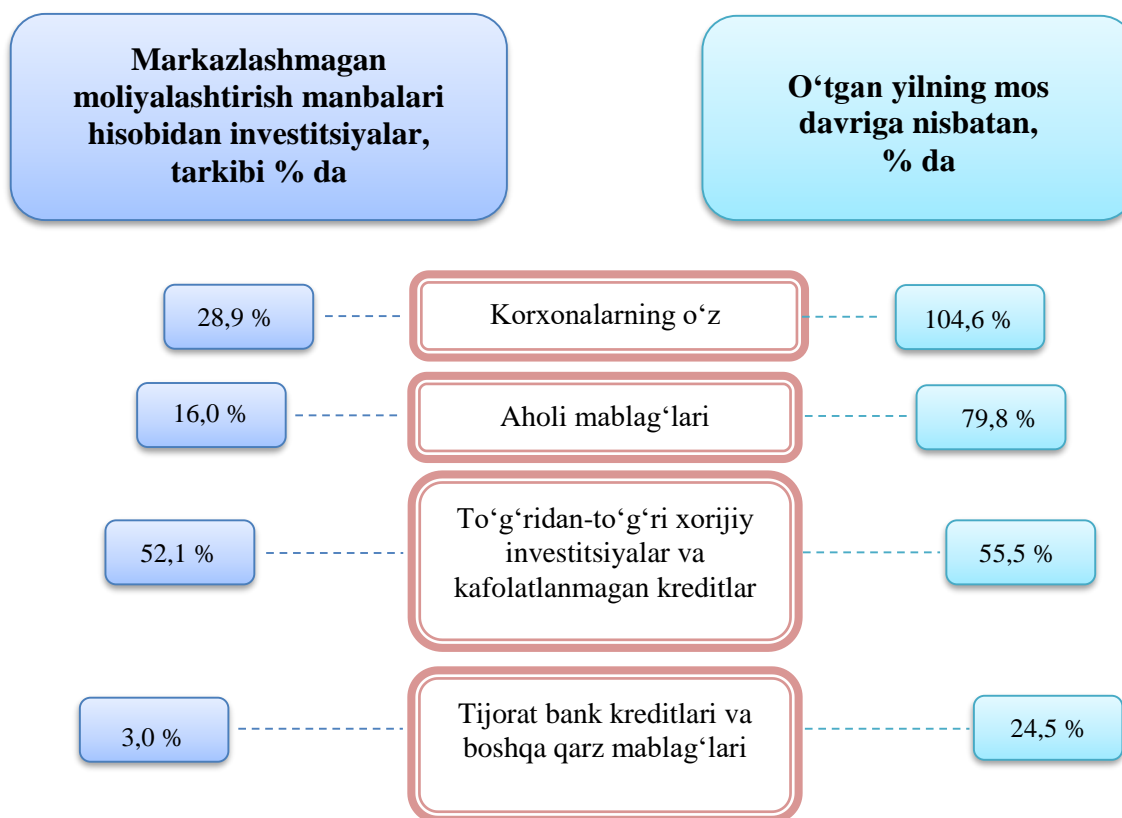 Markazlashmagan
moliyalashtirish manbalari
hisobidan investitsiyalar,
tarkibi % da
O‘tgan yilning mos
davriga nisbatan,
% da
28,9 %
Korxonalarning o‘z
104,6 %
16,0 %
Aholi mablag‘lari
79,8 %
52,1 %
To‘g‘ridan-to‘g‘ri xorijiy
investitsiyalar va
kafolatlanmagan kreditlar
55,5 %
3,0 %
Tijorat bank kreditlari va
boshqa qarz mablag‘lari
24,5 %